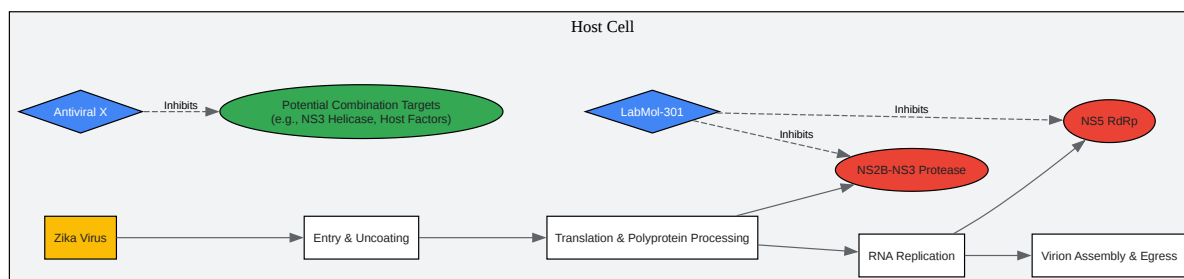 Host Cell
Antiviral X
Inhibits
Potential Combination Targets
(e.g., NS3 Helicase, Host Factors)
LabMol-301
Inhibits
Inhibits
NS5 RdRp
NS2B-NS3 Protease
Zika Virus
Entry & Uncoating
Translation & Polyprotein Processing
RNA Replication
Virion Assembly & Egress